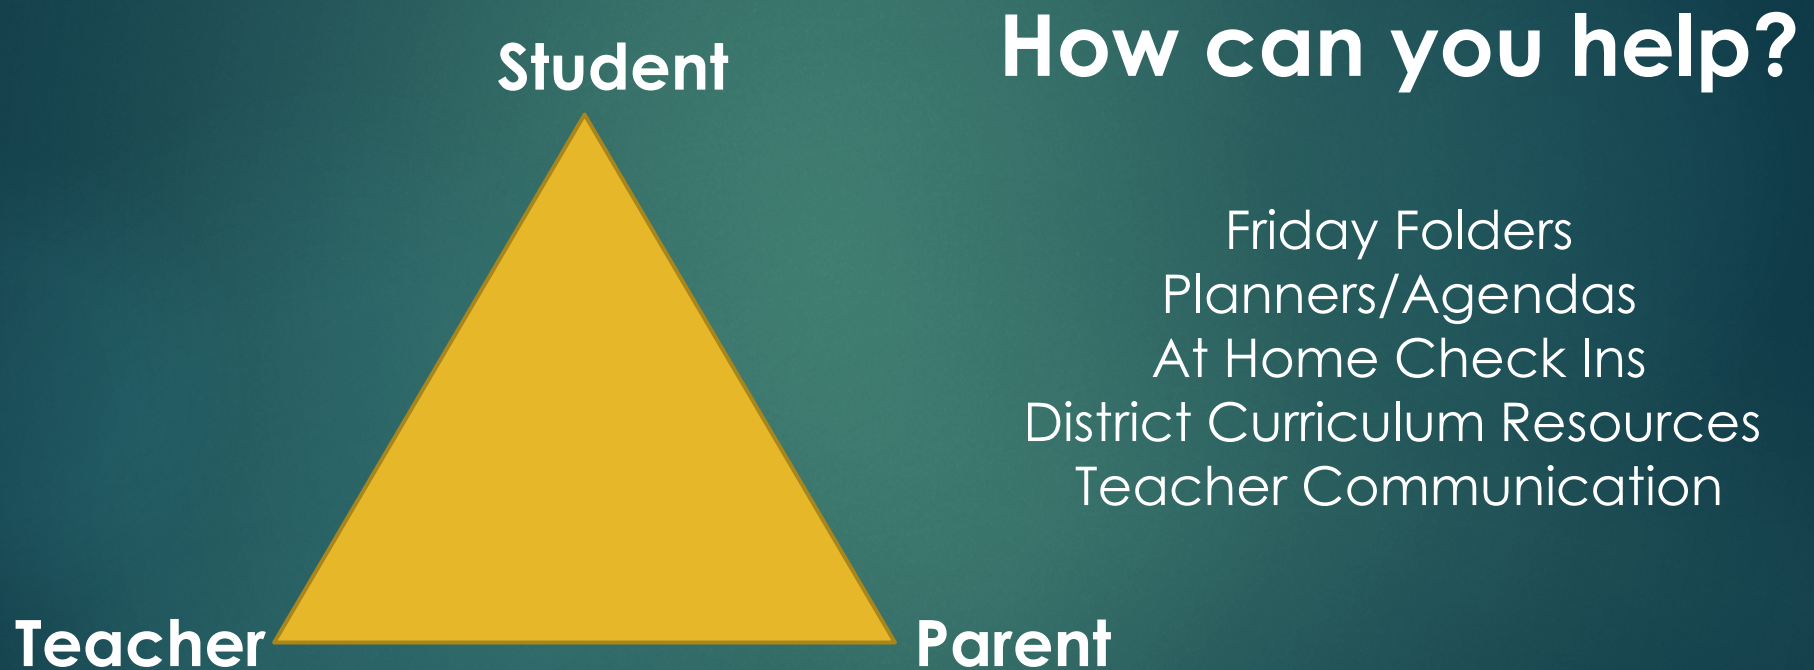 How can you help?
Student
Friday Folders
Planners/Agendas
At Home Check Ins
District Curriculum Resources
Teacher Communication
Teacher
Parent